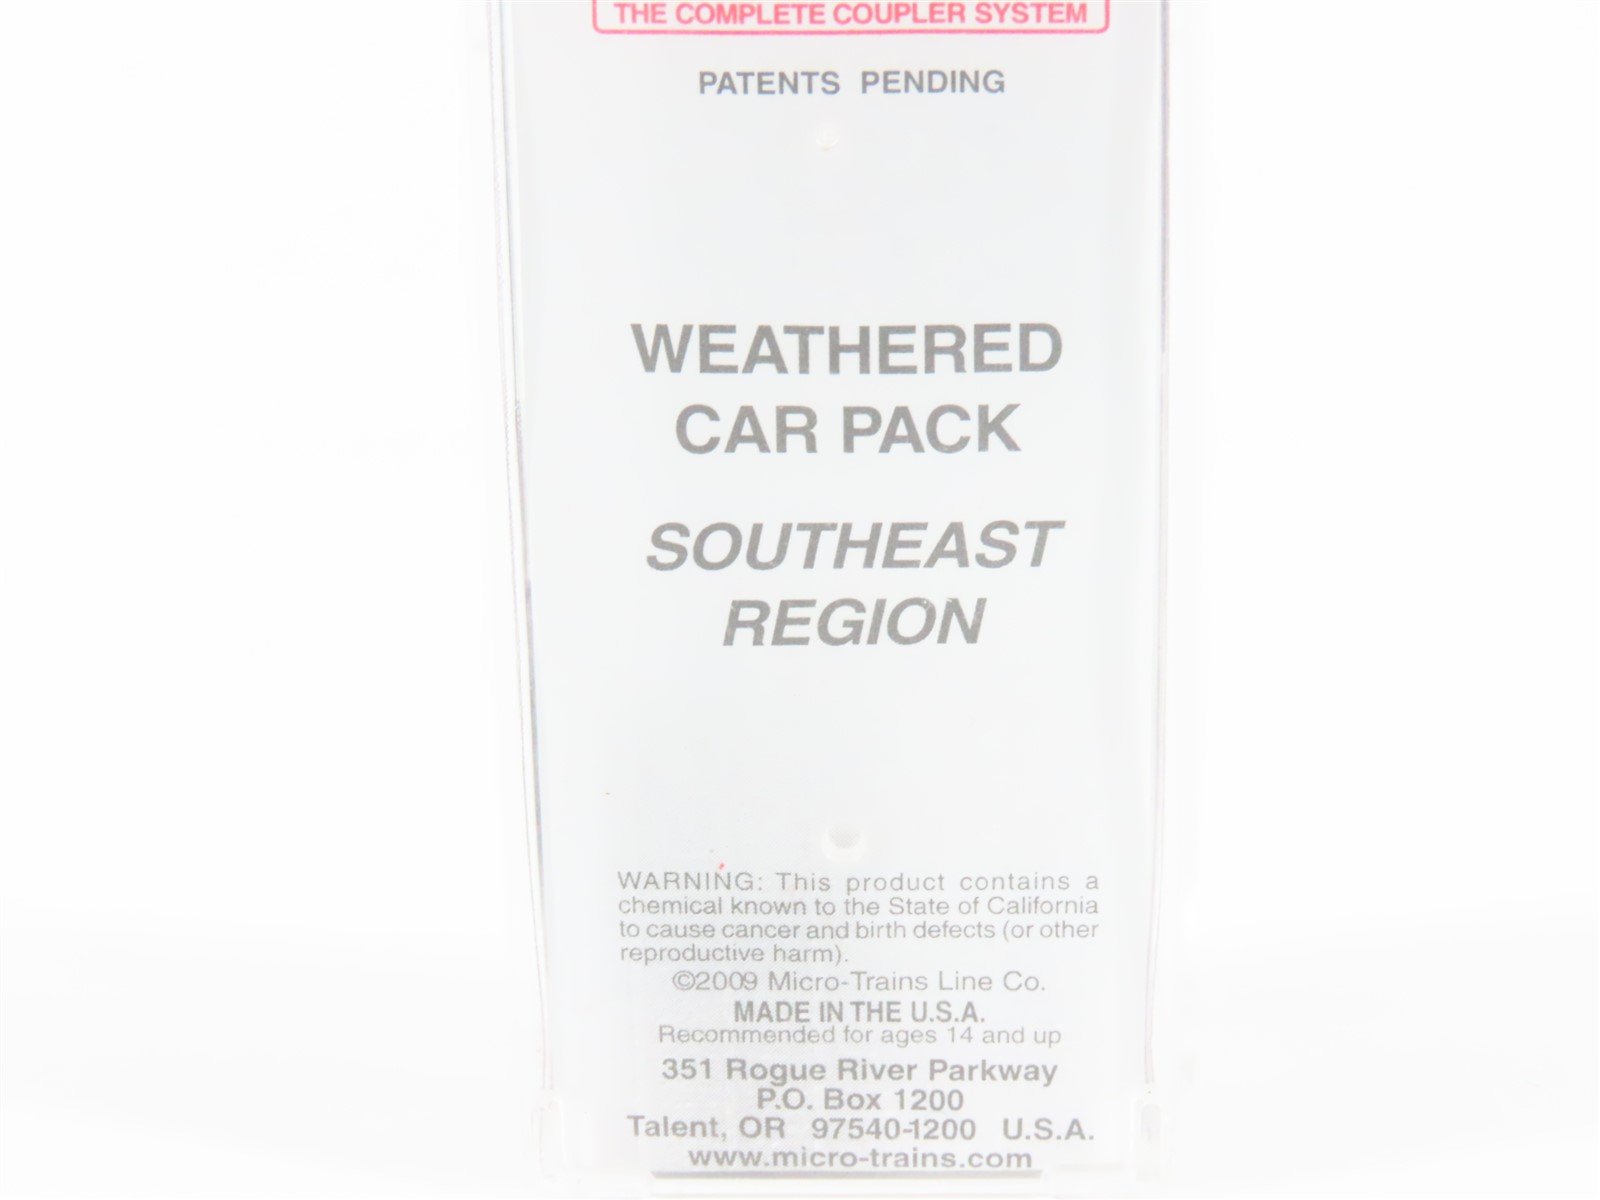 THE COMPLETE COUPLER SYSTEM
PATENTS PENDING
WEATHERED
CAR PACK
SOUTHEAST
REGION
WARNING: This product contains a
chemical known to the State of California
to cause cancer and birth defects (or other
reproductive harm).
©2009 Micro-Trains Line Co.
MADE IN THE U.S.A.
Recommended for ages 14 and up
351 Rogue River Parkway
P.O. Box 1200
Talent, OR 97540-1200 U.S.A.
www.micro-trains.com